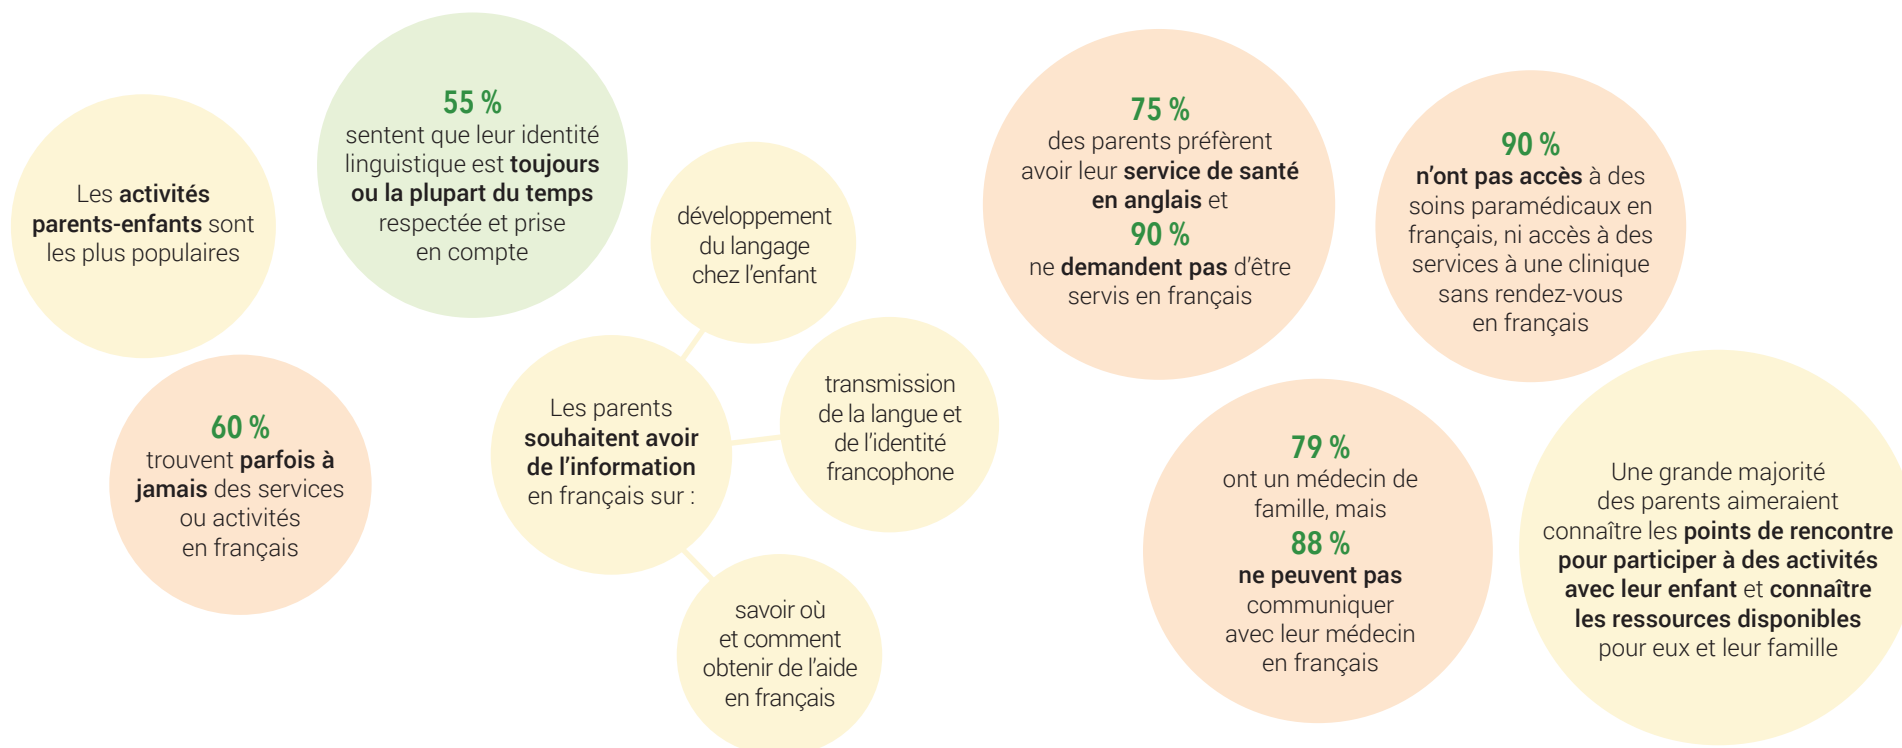 Les activités
parents-enfants sont
les plus populaires
55 %
sentent que leur identité
linguistique est toujours
ou la plupart du temps
respectée et prise
en compte
60 %
trouvent parfois à
jamais des services
ou activités
en français
Les parents
souhaitent avoir
de l'information
en français sur :
développement
du langage
chez l'enfant
transmission
de la langue et
de l'identité
francophone
savoir où
et comment
obtenir de l'aide
en français
75 %
des parents préfèrent
avoir leur service de santé
en anglais et
90 %
ne demandent pas d'être
servis en français
90 %
n'ont pas accès à des
soins paramédicaux en
français, ni accès à des
services à une clinique
sans rendez-vous
en français
79 %
ont un médecin de
famille, mais
88 %
ne peuvent pas
communiquer
avec leur médecin
en français
Une grande majorité
des parents aimeraient
connaître les points de rencontre
pour participer à des activités
avec leur enfant et connaître
les ressources disponibles
pour eux et leur famille